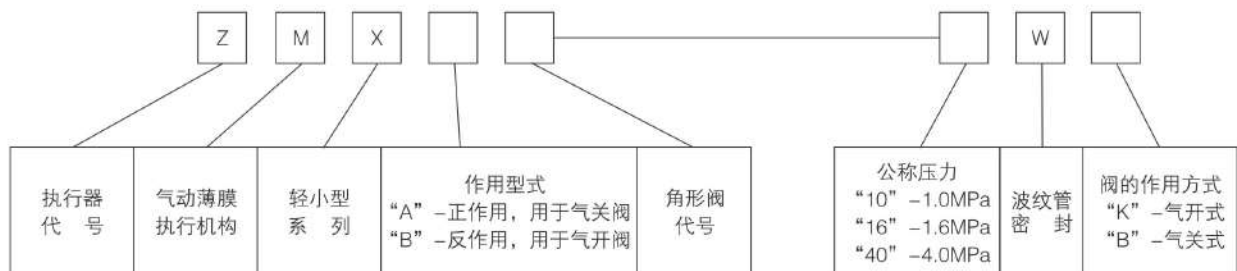 Z M X W
执行器
代 号
气动薄膜
执行机构
轻小型
系 列
作用型式
“A”-正作用，用于气关阀
“B”-反作用，用于气开阀
角形阀
代号
公称压力
“10”-1.0MPa
“16”-1.6MPa
“40”-4.0MPa
波纹管
密 封
阀的作用方式
“K”-气开式
“B”-气关式